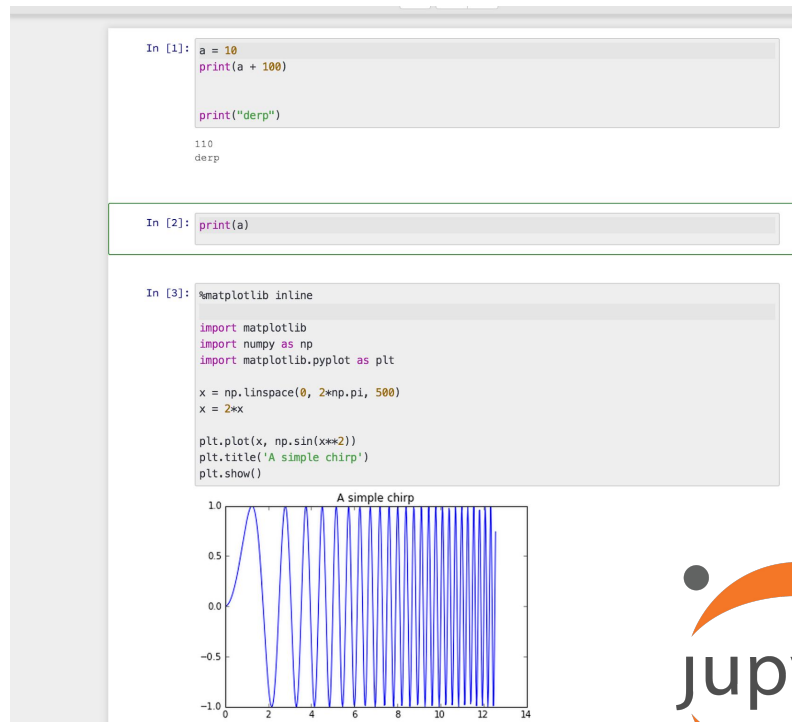 In [1]: a = 10
print(a + 100)
print("derp")
110
derp
In [2]: print(a)
In [3]: %matplotlib inline
import matplotlib
import numpy as np
import matplotlib.pyplot as plt
x = np.linspace(0, 2*np.pi, 500)
x = 2*x
plt.plot(x, np.sin(x**2))
plt.title('A simple chirp')
plt.show()
A simple chirp
1.0
0.5
0.0
−0.5
−1.0
0 2 4 6 8 10 12 14